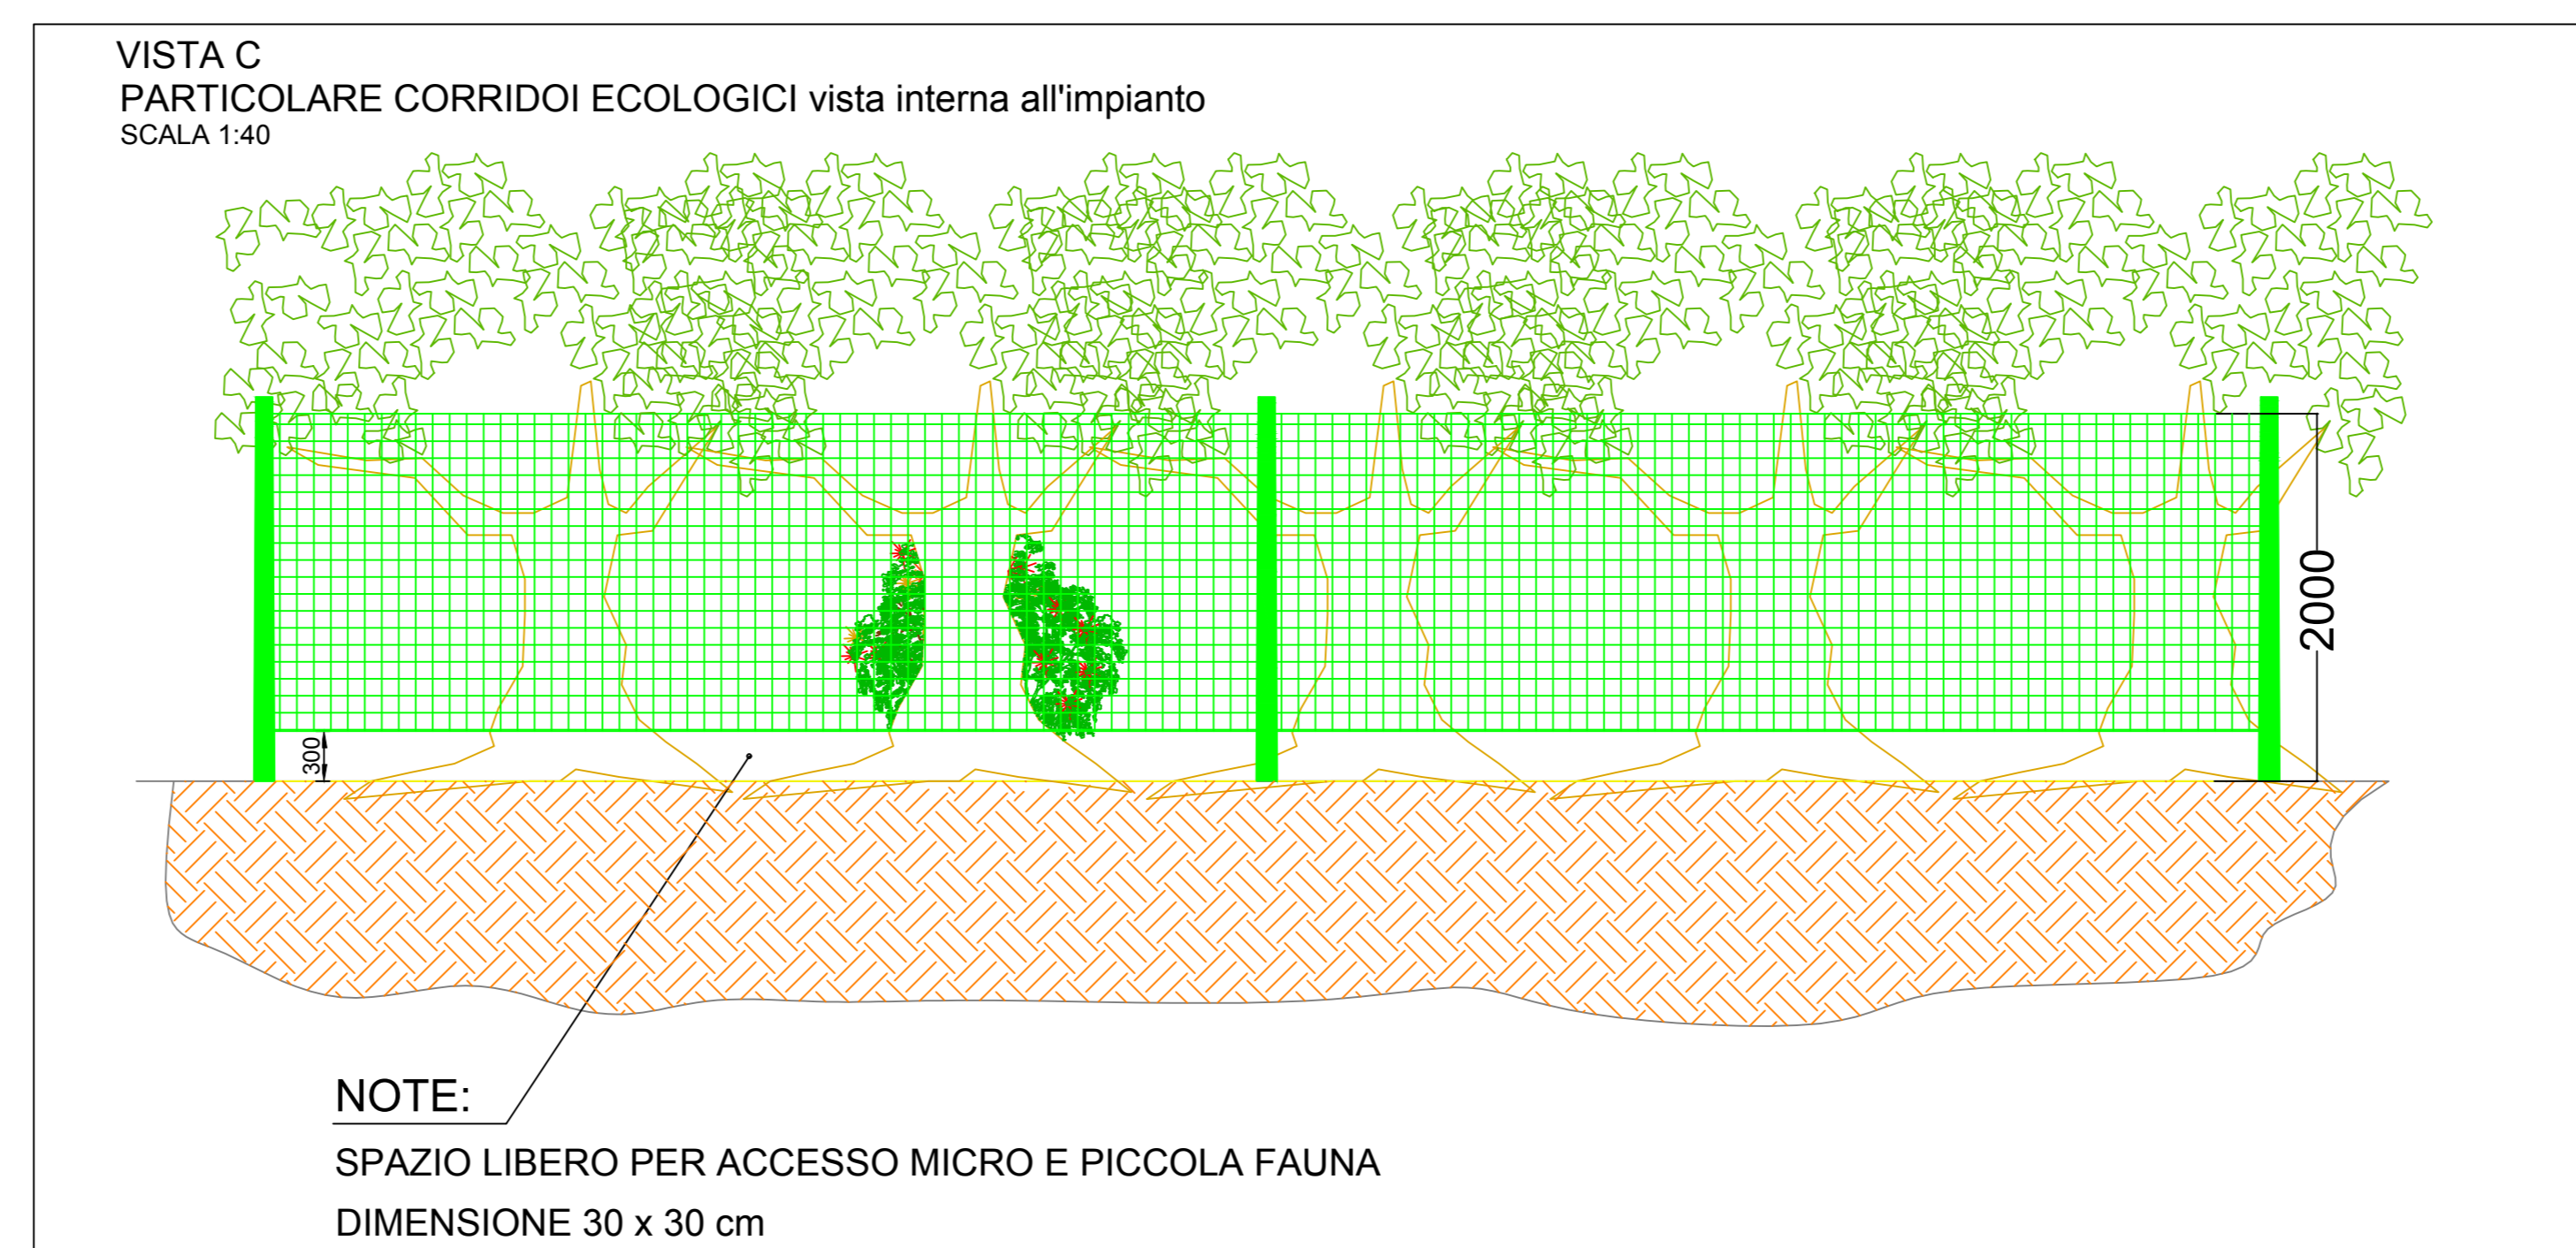 VISTA C
PARTICOLARE CORRIDOI ECOLOGICI vista interna all'impianto
SCALA 1:40
2000
300
NOTE:
SPAZIO LIBERO PER ACCESSO MICRO E PICCOLA FAUNA
DIMENSIONE 30 x 30 cm